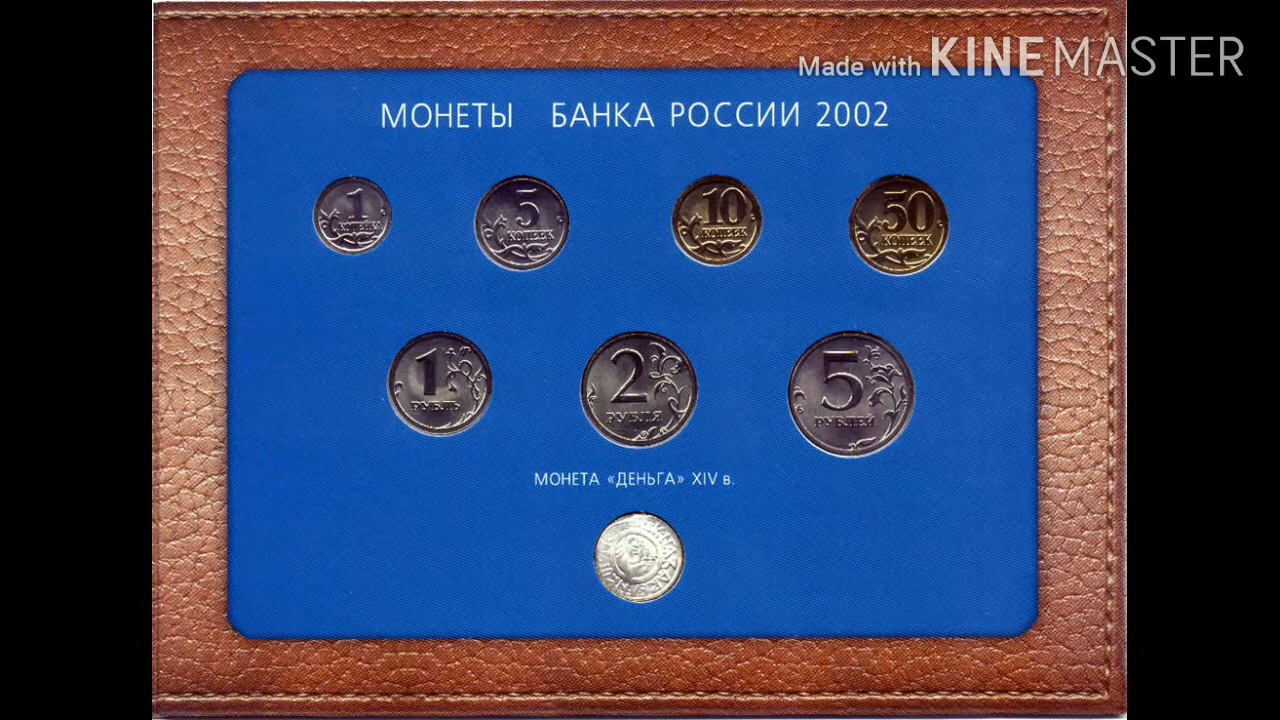 Made with KINEMASTER
МОНЕТЫ БАНКА РОССИИ 2002
1
КОПЕЙКА
5
КОПЕЕК
10
КОПЕЕК
50
КОПЕЕК
1
РУБЛЬ
2
РУБЛЯ
5
РУБЛЕЙ
МОНЕТА «ДЕНЬГА» XIV в.